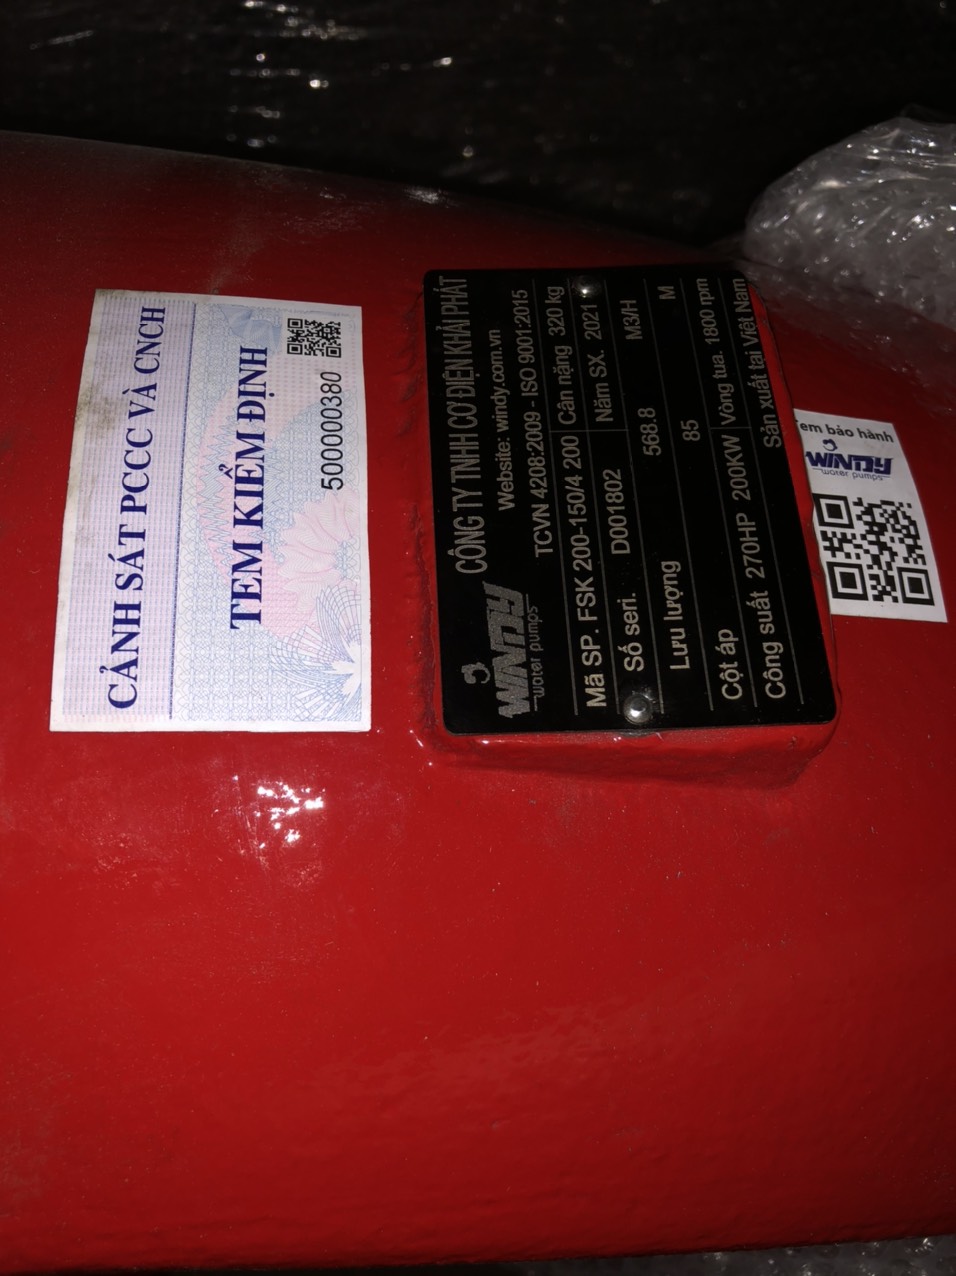 CẢNH SÁT PCCC VÀ CNCH
TEM KIỂM ĐỊNH
500000380
WINDY
water pumps
CÔNG TY TNHH CƠ ĐIỆN KHẢI PHÁT
Website: windy.com.vn
TCVN 4208:2009 - ISO 9001:2015
Mã SP. FSK 200-150/4 200 Cân nặng 320 kg
Số seri. D001802 Năm SX. 2021
Lưu lượng 568.8 M3/H
Cột áp 85 M
Công suất 270HP 200KW Vòng tua. 1800 rpm
Sản xuất tại Việt Nam
Tem bảo hành
WINDY
water pumps